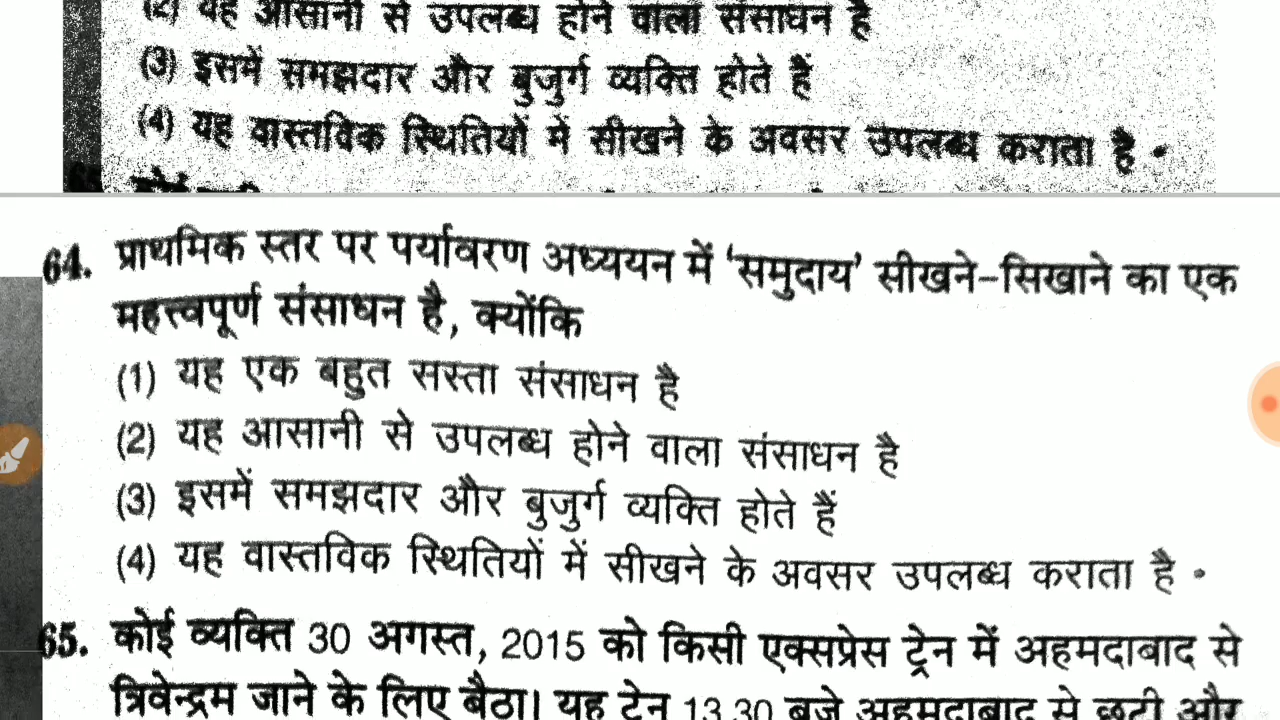 (2) यह आसानी से उपलब्ध होने वाला संसाधन है
(3) इसमें समझदार और बुजुर्ग व्यक्ति होते हैं
(4) यह वास्तविक स्थितियों में सीखने के अवसर उपलब्ध कराता है •
64. प्राथमिक स्तर पर पर्यावरण अध्ययन में ‘समुदाय’ सीखने-सिखाने का एक
महत्त्वपूर्ण संसाधन है, क्योंकि
(1) यह एक बहुत सस्ता संसाधन है
(2) यह आसानी से उपलब्ध होने वाला संसाधन है
(3) इसमें समझदार और बुजुर्ग व्यक्ति होते हैं
(4) यह वास्तविक स्थितियों में सीखने के अवसर उपलब्ध कराता है •
65. कोई व्यक्ति 30 अगस्त, 2015 को किसी एक्सप्रेस ट्रेन में अहमदाबाद से
त्रिवेन्द्रम जाने के लिए बैठा। यह ट्रेन 13.30 बजे अहमदाबाद से छूटी और